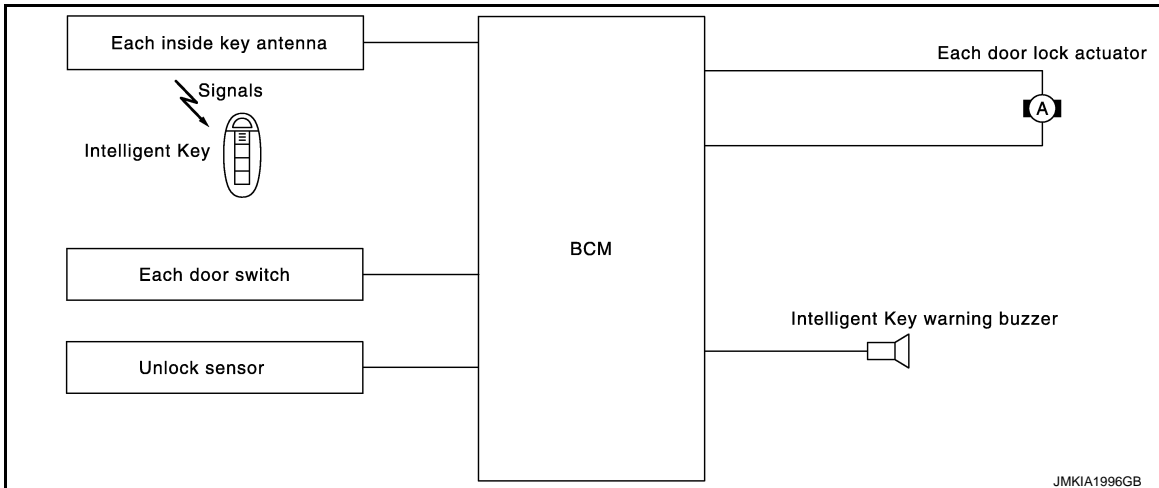 Each inside key antenna
Signals
Intelligent Key
Each door switch
Unlock sensor
BCM
Each door lock actuator
A
Intelligent Key warning buzzer
JMKIA1996GB